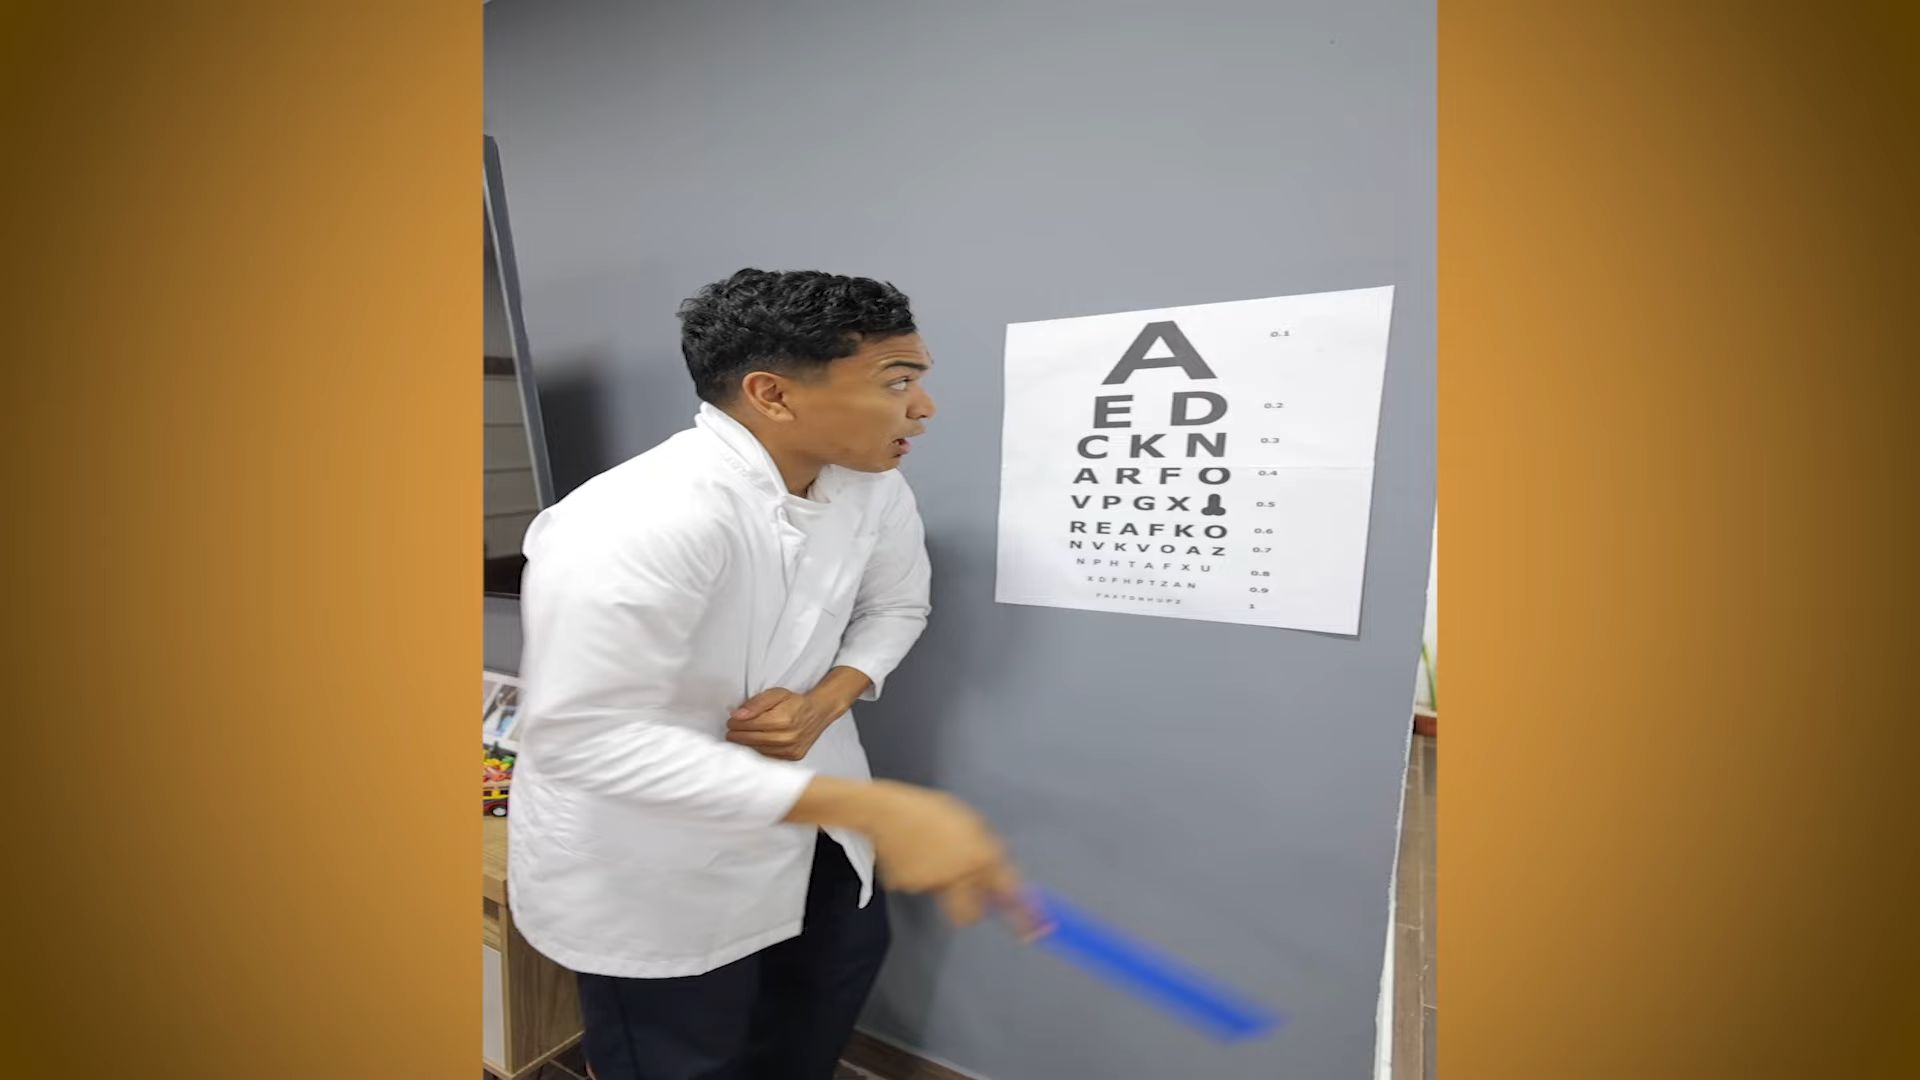 A 0.1
E D 0.2
C K N 0.3
A R F O 0.4
V P G X 0.5
R E A F K O 0.6
N V K V O A Z 0.7
N P H T A F X U 0.8
X D F H P T Z A N 0.9
1